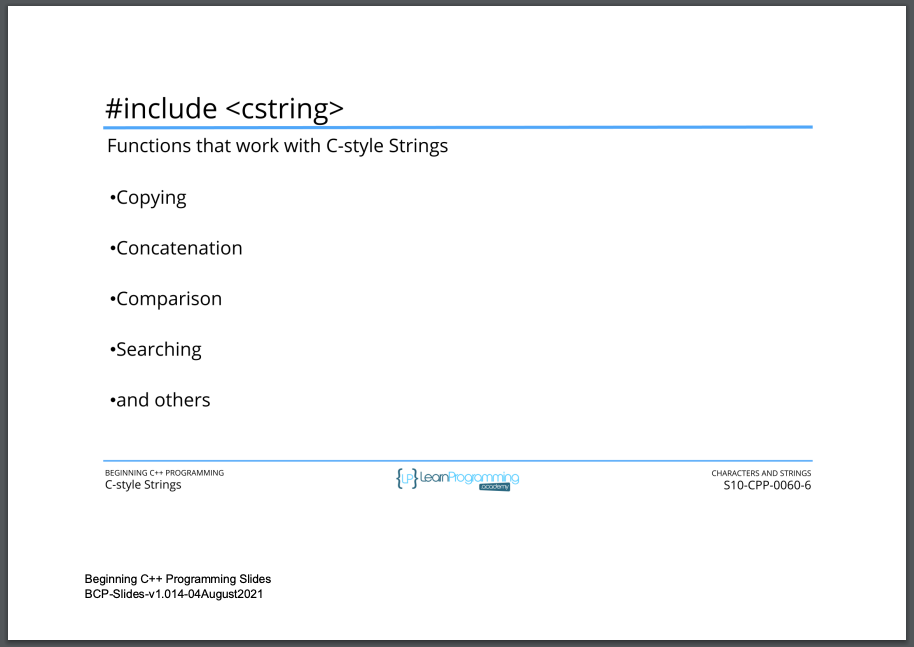 #include <cstring>
Functions that work with C-style Strings
•Copying
•Concatenation
•Comparison
•Searching
•and others
BEGINNING C++ PROGRAMMING
C-style Strings
{LP} LearnProgramming
academy
CHARACTERS AND STRINGS
S10-CPP-0060-6
Beginning C++ Programming Slides
BCP-Slides-v1.014-04August2021